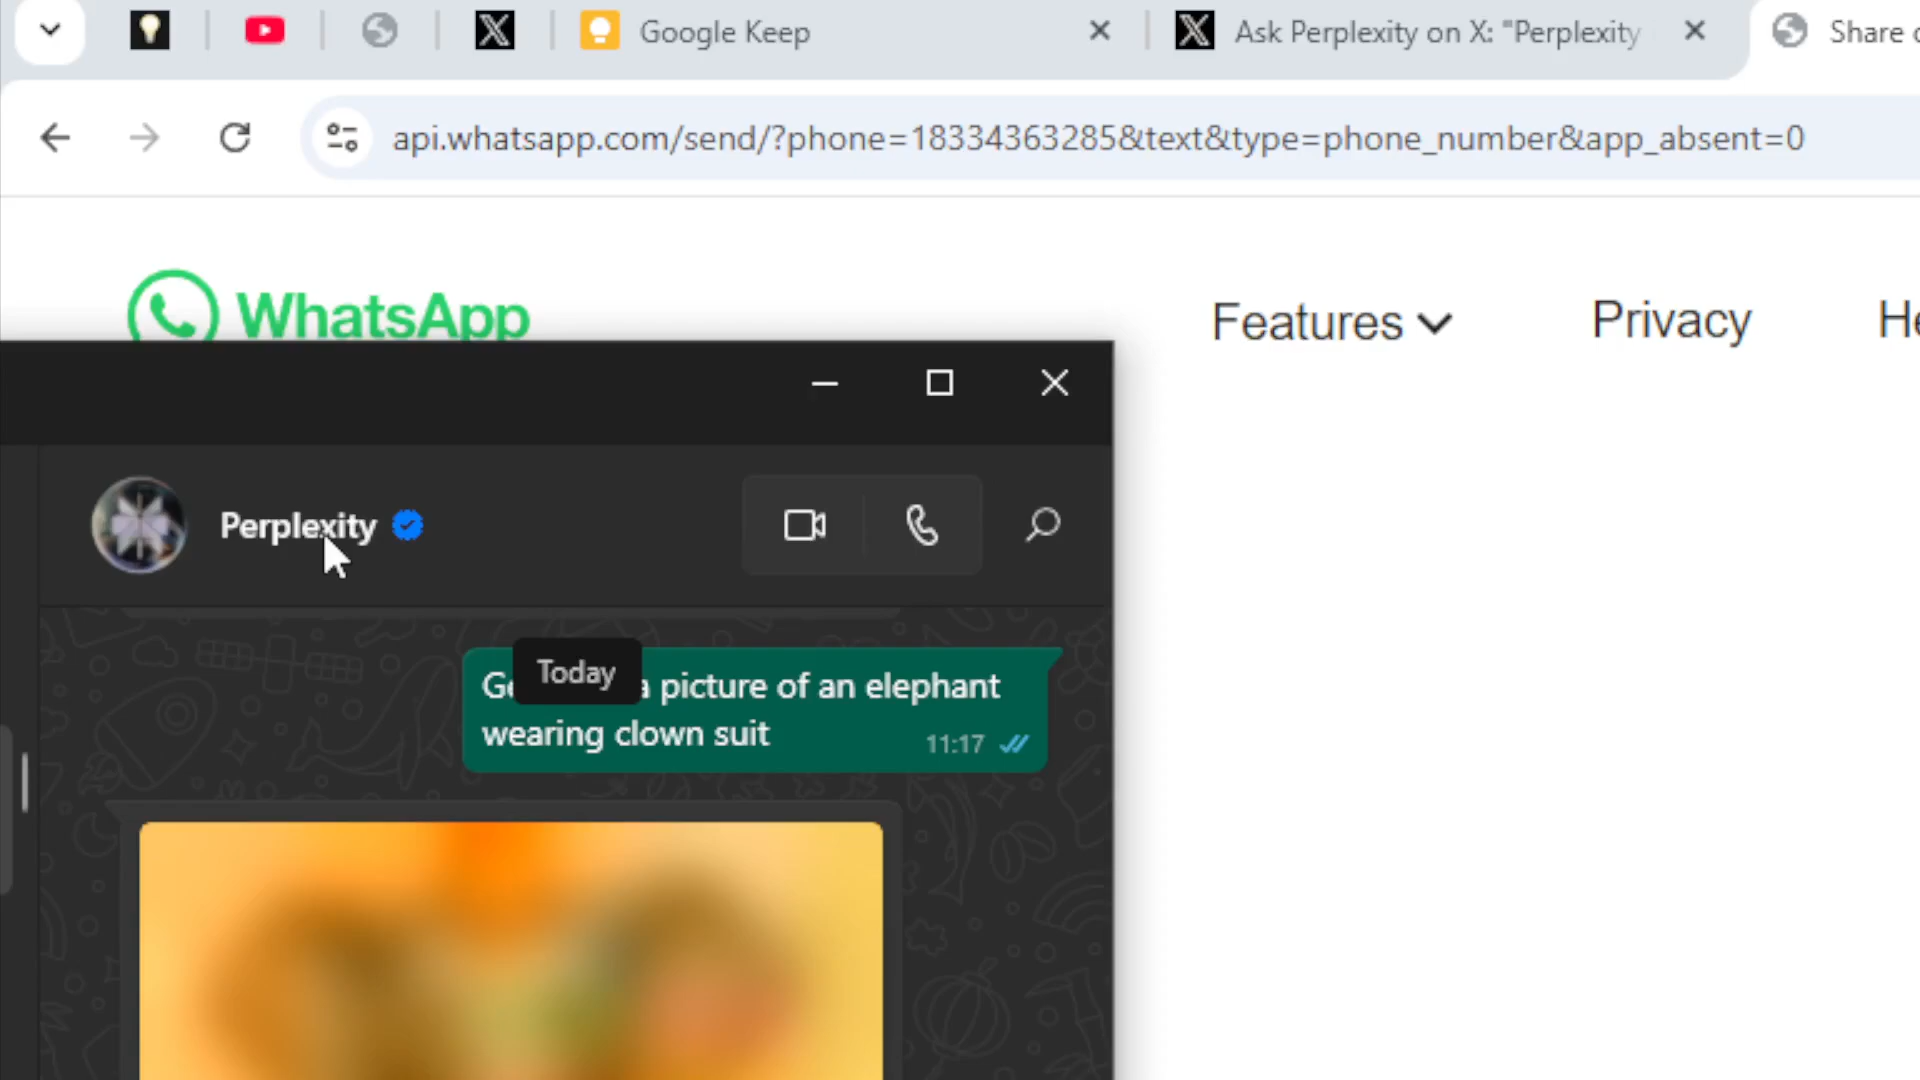 Google Keep
Ask Perplexity on X: "Perplexity
Share
api.whatsapp.com/send/?phone=18334363285&text&type=phone_number&app_absent=0
WhatsApp
Features
Privacy
Perplexity
Today
a picture of an elephant
wearing clown suit
11:17